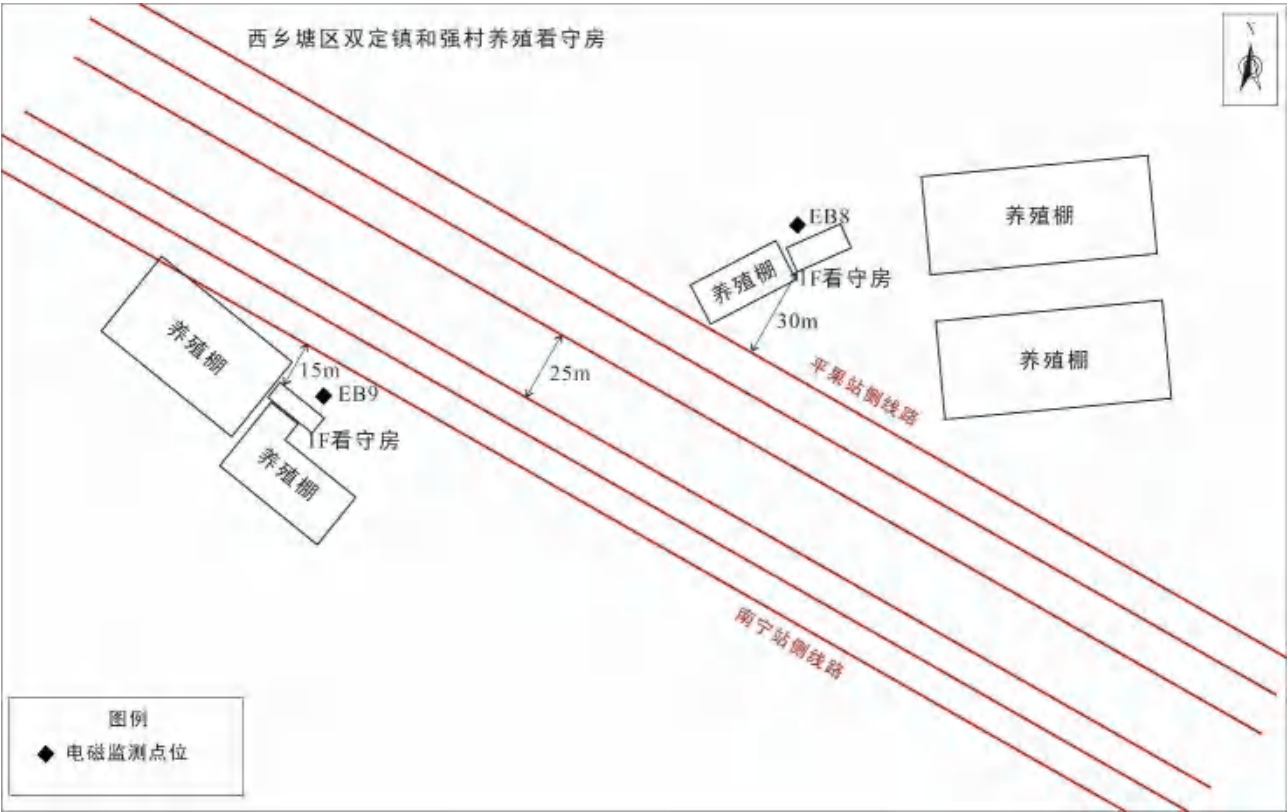 西乡塘区双定镇和强村养殖看守房
N
EB8
养殖棚
养殖棚
1F看守房
30m
养殖棚
平果站侧线路
养殖棚
15m
EB9
25m
1F看守房
养殖棚
南宁站侧线路
图例
电磁监测点位